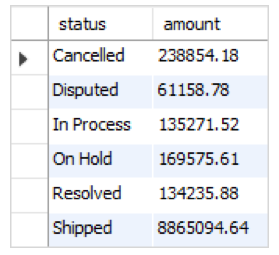 status amount
Cancelled 238854.18
Disputed 61158.78
In Process 135271.52
On Hold 169575.61
Resolved 134235.88
Shipped 8865094.64